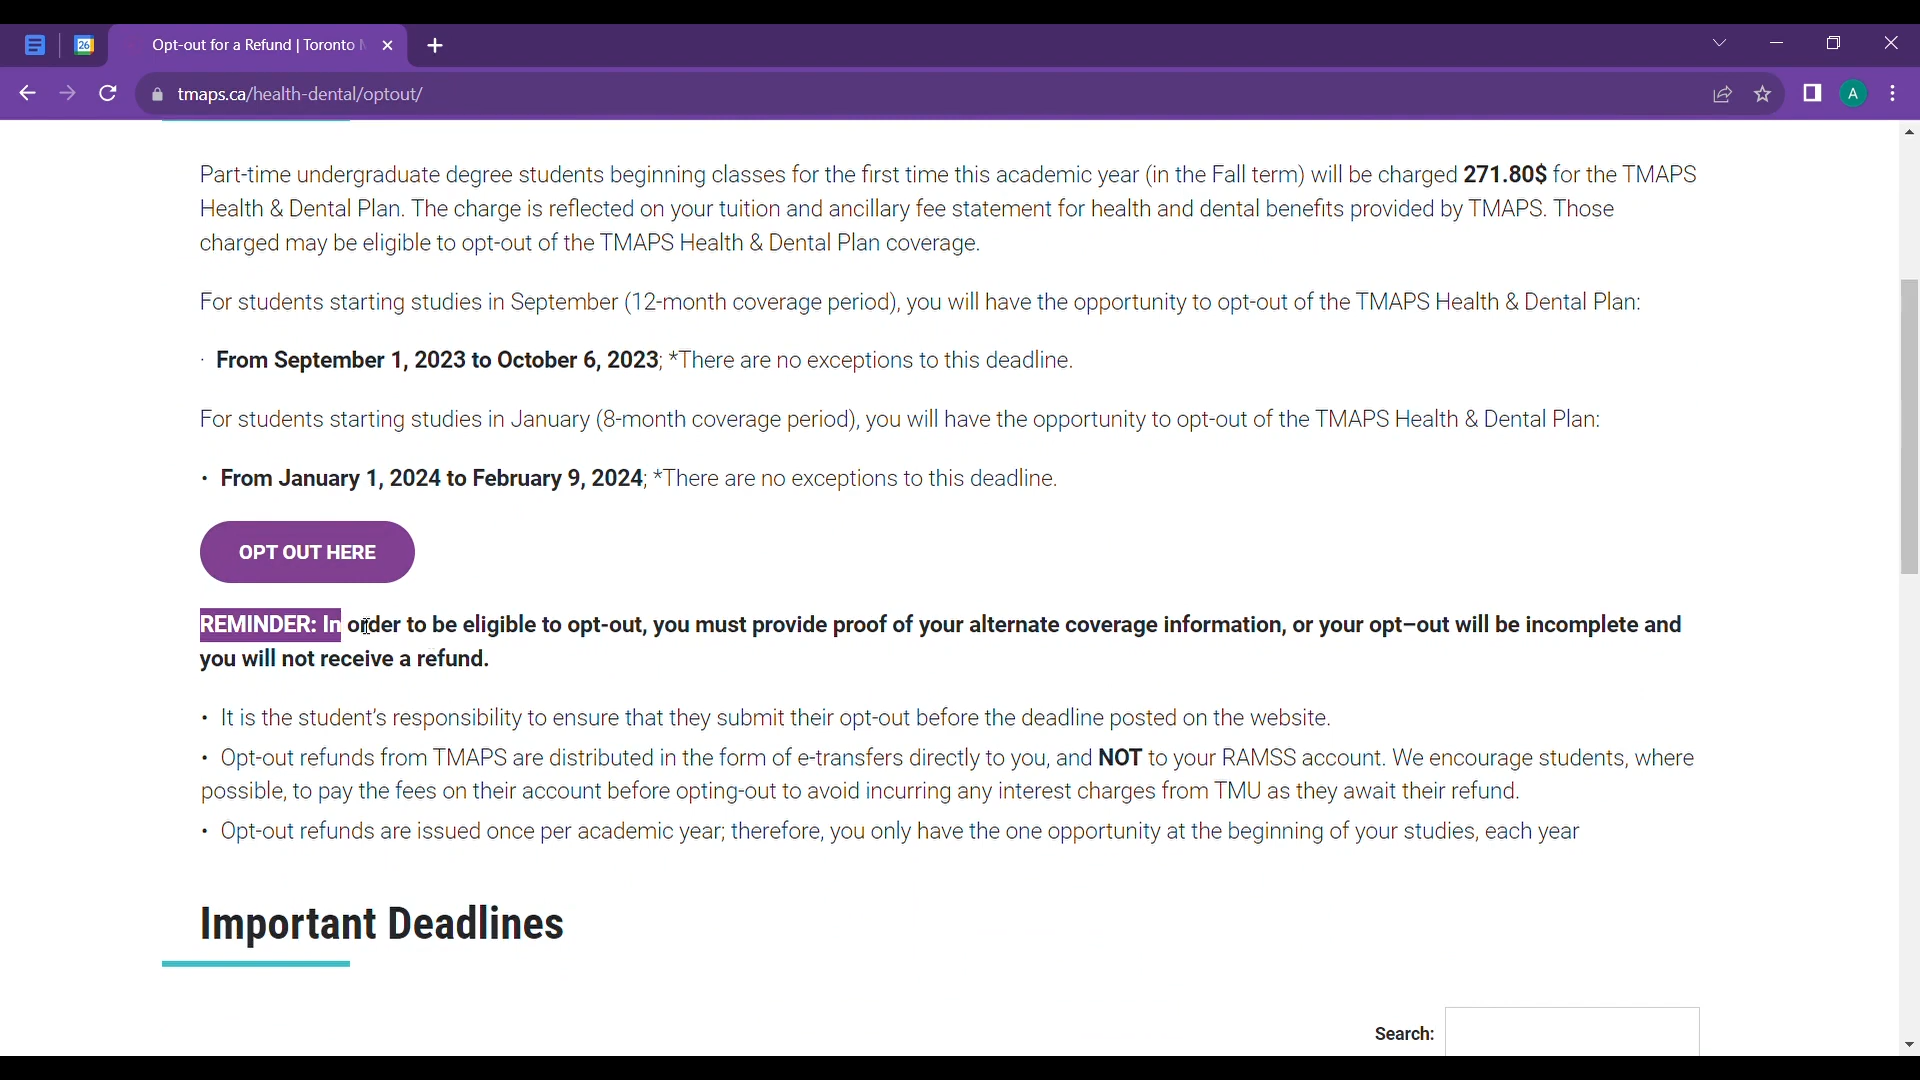 26
Opt-out for a Refund | Toronto
tmaps.ca/health-dental/optout/
A
Part-time undergraduate degree students beginning classes for the first time this academic year (in the Fall term) will be charged 271.80$ for the TMAPS
Health & Dental Plan. The charge is reflected on your tuition and ancillary fee statement for health and dental benefits provided by TMAPS. Those
charged may be eligible to opt-out of the TMAPS Health & Dental Plan coverage.
For students starting studies in September (12-month coverage period), you will have the opportunity to opt-out of the TMAPS Health & Dental Plan:
· From September 1, 2023 to October 6, 2023; *There are no exceptions to this deadline.
For students starting studies in January (8-month coverage period), you will have the opportunity to opt-out of the TMAPS Health & Dental Plan:
• From January 1, 2024 to February 9, 2024; *There are no exceptions to this deadline.
OPT OUT HERE
REMINDER: In order to be eligible to opt-out, you must provide proof of your alternate coverage information, or your opt–out will be incomplete and
you will not receive a refund.
• It is the student's responsibility to ensure that they submit their opt-out before the deadline posted on the website.
• Opt-out refunds from TMAPS are distributed in the form of e-transfers directly to you, and NOT to your RAMSS account. We encourage students, where
possible, to pay the fees on their account before opting-out to avoid incurring any interest charges from TMU as they await their refund.
• Opt-out refunds are issued once per academic year; therefore, you only have the one opportunity at the beginning of your studies, each year
Important Deadlines
Search: